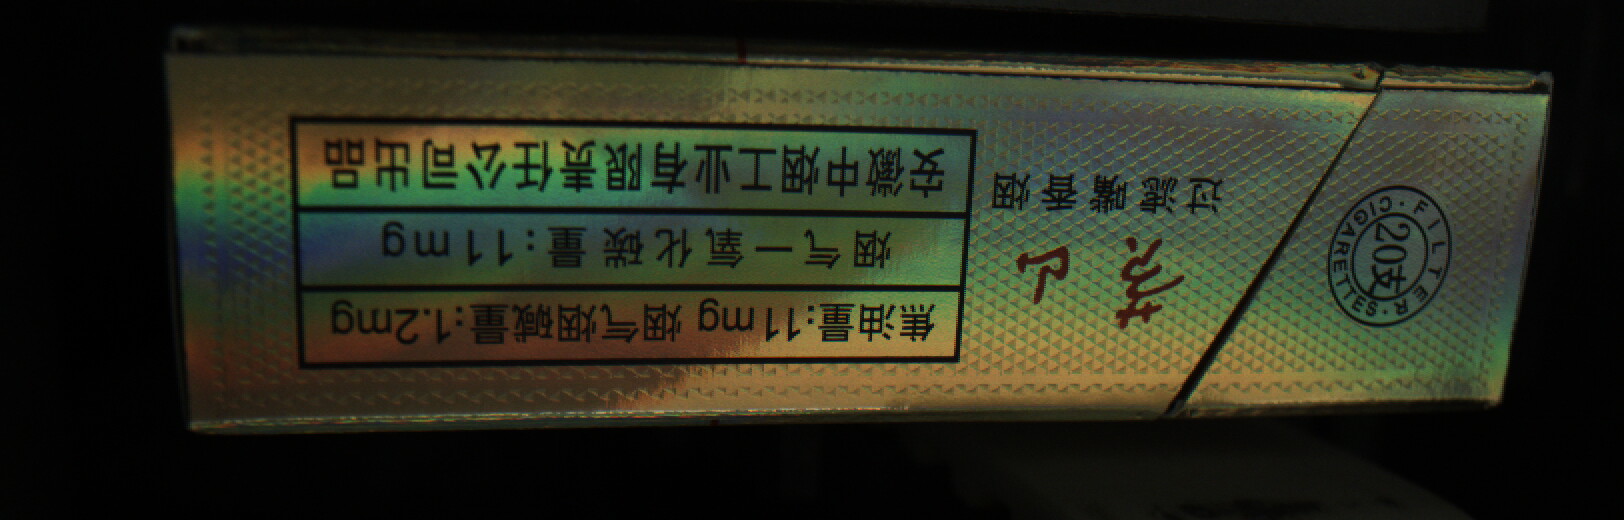 FILTER · CIGARETTES ·
20支
黄山
过滤嘴香烟
焦油量:11mg 烟气烟碱量:1.2mg
烟气一氧化碳量:11mg
安徽中烟工业有限责任公司出品